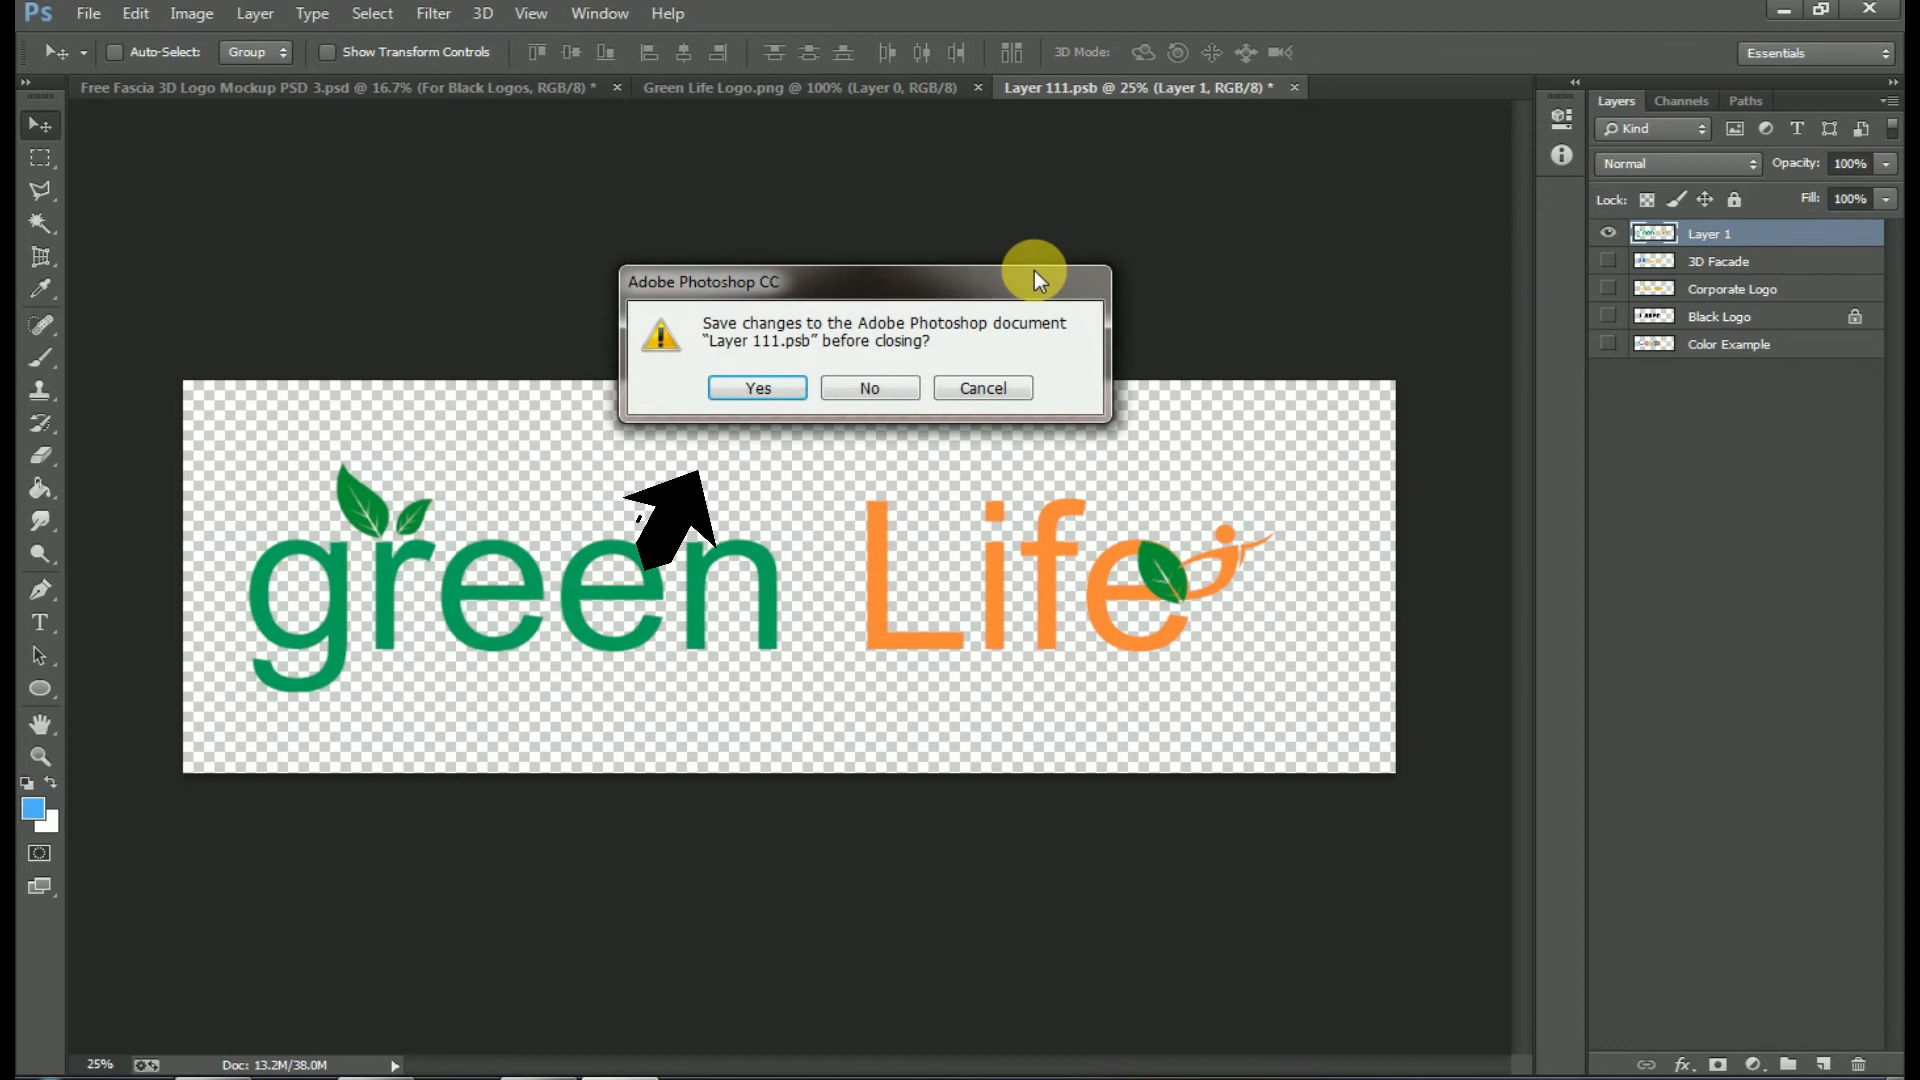 Ps File Edit Image Layer Type Select Filter 3D View Window Help
Auto-Select: Group Show Transform Controls 3D Mode: Essentials
Free Fascia 3D Logo Mockup PSD 3.psd @ 16.7% (For Black Logos, RGB/8) * × Green Life Logo.png @ 100% (Layer 0, RGB/8) × Layer 111.psb @ 25% (Layer 1, RGB/8) * ×
Layers Channels Paths
Kind
Normal Opacity: 100%
Lock: Fill: 100%
Layer 1
3D Facade
Corporate Logo
Black Logo
Color Example
Adobe Photoshop CC
Save changes to the Adobe Photoshop document
“Layer 111.psb” before closing?
Yes No Cancel
green Life
25% Doc: 13.2M/38.0M